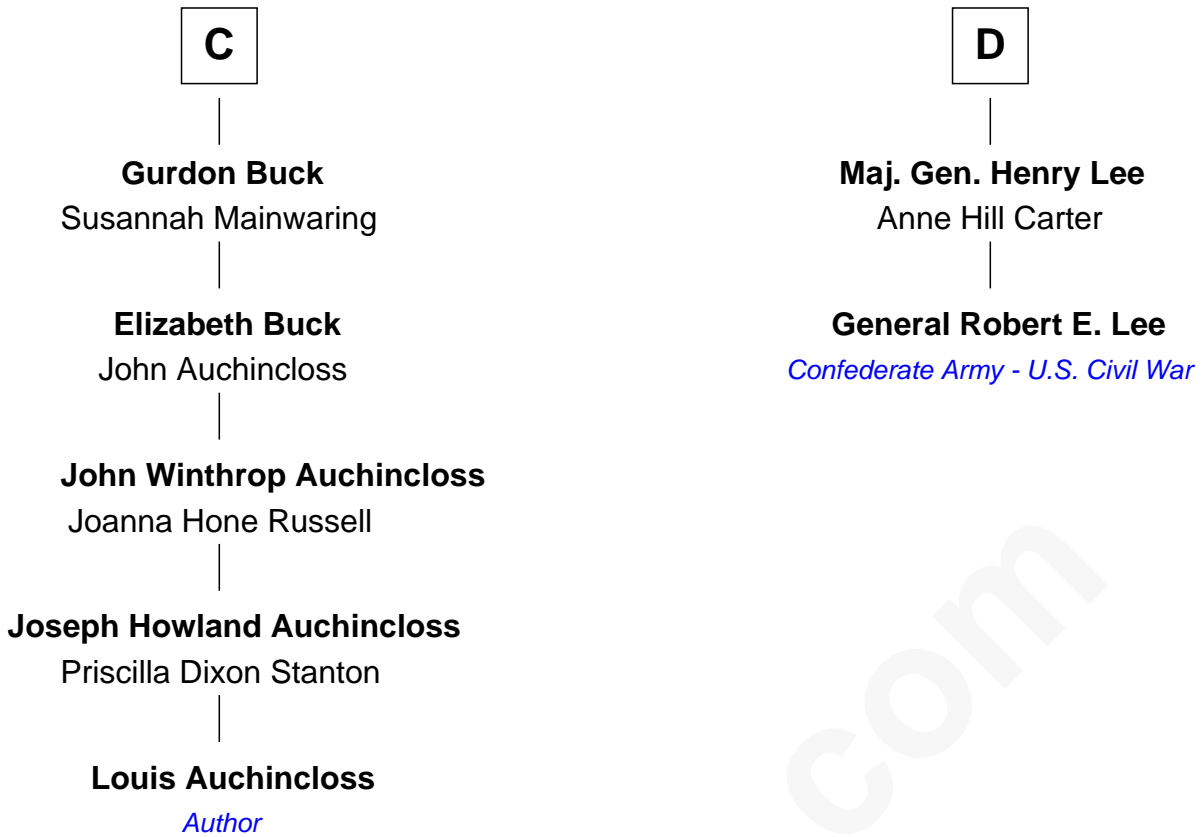 C
Gurdon Buck
Susannah Mainwaring
Elizabeth Buck
John Auchincloss
John Winthrop Auchincloss
Joanna Hone Russell
Joseph Howland Auchincloss
Priscilla Dixon Stanton
Louis Auchincloss
Author
D
Maj. Gen. Henry Lee
Anne Hill Carter
General Robert E. Lee
Confederate Army - U.S. Civil War
com